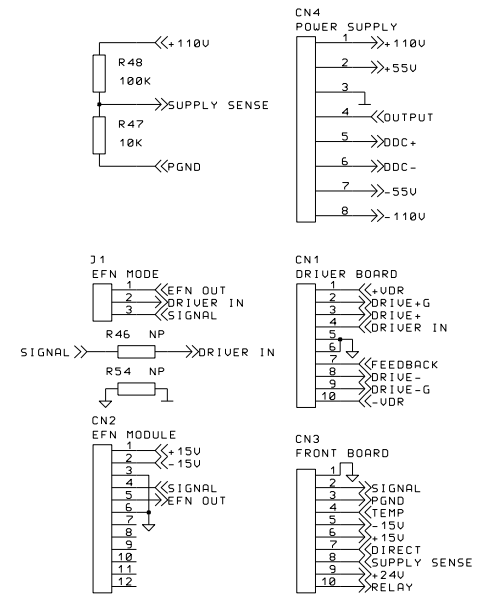 +110V
R48
100K
SUPPLY SENSE
R47
10K
PGND
CN4
POWER SUPPLY
1 +110V
2 +55V
3
4 OUTPUT
5 DDC+
6 DDC-
7 -55V
8 -110V
J1
EFN MODE
1 EFN OUT
2 DRIVER IN
3 SIGNAL
R46 NP
SIGNAL DRIVER IN
R54 NP
CN1
DRIVER BOARD
1 +VDR
2 DRIVE+G
3 DRIVE+
4 DRIVER IN
5
6
7 FEEDBACK
8 DRIVE-
9 DRIVE-G
10 -VDR
CN2
EFN MODULE
1 +15V
2 -15V
3
4 SIGNAL
5 EFN OUT
6
7
8
9
10
11
12
CN3
FRONT BOARD
1
2 SIGNAL
3 PGND
4 TEMP
5 -15V
6 +15V
7 DIRECT
8 SUPPLY SENSE
9 +24V
10 RELAY